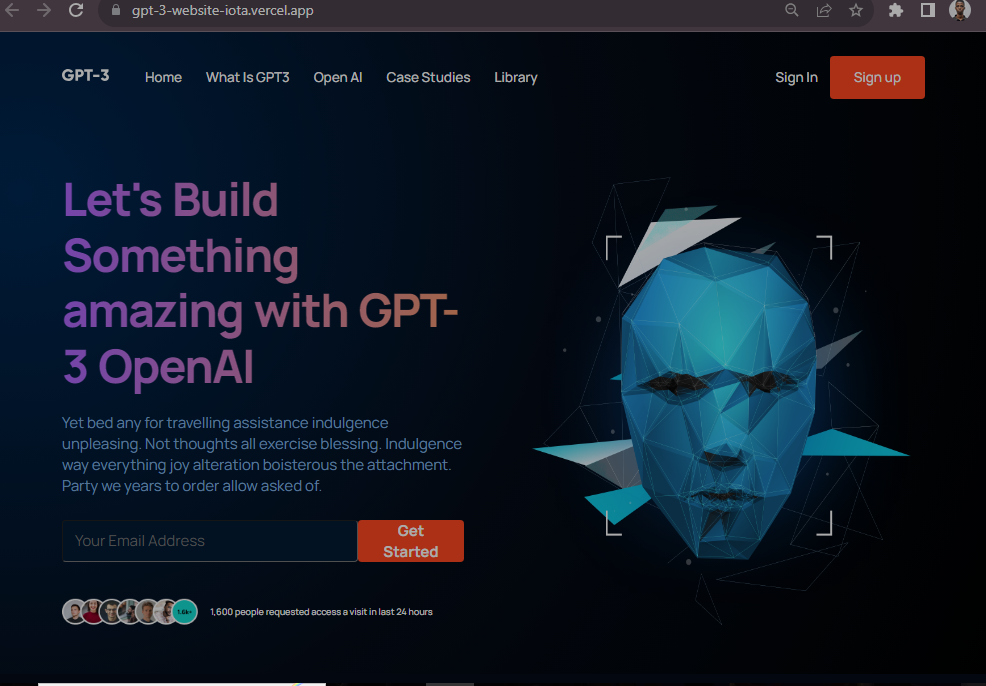 gpt-3-website-iota.vercel.app
GPT-3 Home What Is GPT3 Open AI Case Studies Library Sign In Sign up
Let's Build
Something
amazing with GPT-
3 OpenAI
Yet bed any for travelling assistance indulgence
unpleasing. Not thoughts all exercise blessing. Indulgence
way everything joy alteration boisterous the attachment.
Party we years to order allow asked of.
Your Email Address
Get
Started
1.6k+
1,600 people requested access a visit in last 24 hours